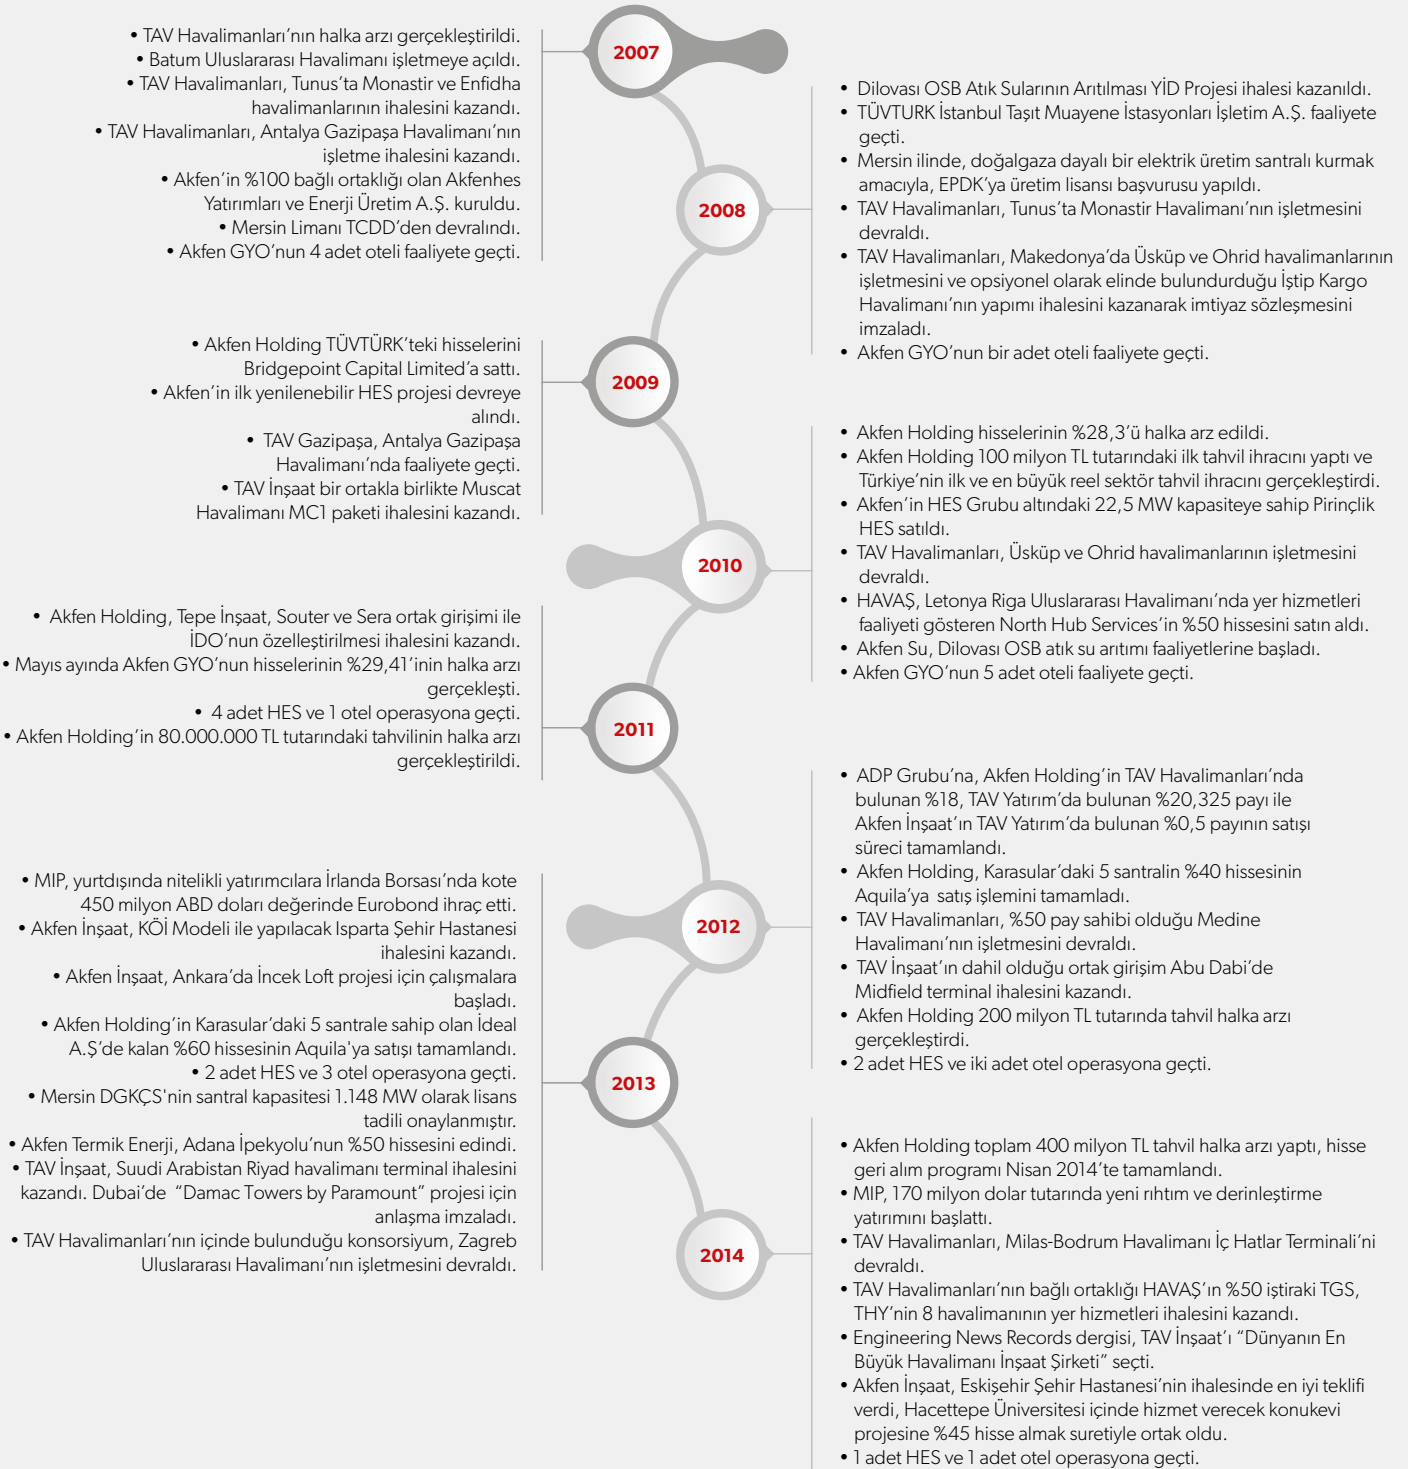 2007
• TAV Havalimanları’nın halka arzı gerçekleştirildi.
• Batum Uluslararası Havalimanı işletmeye açıldı.
• TAV Havalimanları, Tunus’ta Monastir ve Enfidha
havalimanlarının ihalesini kazandı.
• TAV Havalimanları, Antalya Gazipaşa Havalimanı’nın
işletme ihalesini kazandı.
• Akfen’in %100 bağlı ortaklığı olan Akfenhes
Yatırımları ve Enerji Üretim A.Ş. kuruldu.
• Mersin Limanı TCDD’den devralındı.
• Akfen GYO’nun 4 adet oteli faaliyete geçti.
2008
• Dilovası OSB Atık Sularının Arıtılması YİD Projesi ihalesi kazanıldı.
• TÜVTURK İstanbul Taşıt Muayene İstasyonları İşletim A.Ş. faaliyete
geçti.
• Mersin ilinde, doğalgaza dayalı bir elektrik üretim santralı kurmak
amacıyla, EPDK’ya üretim lisansı başvurusu yapıldı.
• TAV Havalimanları, Tunus’ta Monastir Havalimanı’nın işletmesini
devraldı.
• TAV Havalimanları, Makedonya’da Üsküp ve Ohrid havalimanlarının
işletmesini ve opsiyonel olarak elinde bulundurduğu İştip Kargo
Havalimanı’nın yapımı ihalesini kazanarak imtiyaz sözleşmesini
imzaladı.
• Akfen GYO’nun bir adet oteli faaliyete geçti.
2009
• Akfen Holding TÜVTÜRK’teki hisselerini
Bridgepoint Capital Limited’a sattı.
• Akfen’in ilk yenilenebilir HES projesi devreye
alındı.
• TAV Gazipaşa, Antalya Gazipaşa
Havalimanı’nda faaliyete geçti.
• TAV İnşaat bir ortakla birlikte Muscat
Havalimanı MC1 paketi ihalesini kazandı.
2010
• Akfen Holding hisselerinin %28,3’ü halka arz edildi.
• Akfen Holding 100 milyon TL tutarındaki ilk tahvil ihracını yaptı ve
Türkiye’nin ilk ve en büyük reel sektör tahvil ihracını gerçekleştirdi.
• Akfen’in HES Grubu altındaki 22,5 MW kapasiteye sahip Pirinçlik
HES satıldı.
• TAV Havalimanları, Üsküp ve Ohrid havalimanlarının işletmesini
devraldı.
• HAVAŞ, Letonya Riga Uluslararası Havalimanı’nda yer hizmetleri
faaliyeti gösteren North Hub Services’in %50 hissesini satın aldı.
• Akfen Su, Dilovası OSB atık su arıtımı faaliyetlerine başladı.
• Akfen GYO’nun 5 adet oteli faaliyete geçti.
2011
• Akfen Holding, Tepe İnşaat, Souter ve Sera ortak girişimi ile
İDO’nun özelleştirilmesi ihalesini kazandı.
• Mayıs ayında Akfen GYO’nun hisselerinin %29,41’inin halka arzı
gerçekleşti.
• 4 adet HES ve 1 otel operasyona geçti.
• Akfen Holding’in 80.000.000 TL tutarındaki tahvilinin halka arzı
gerçekleştirildi.
2012
• ADP Grubu’na, Akfen Holding’in TAV Havalimanları’nda
bulunan %18, TAV Yatırım’da bulunan %20,325 payı ile
Akfen İnşaat’ın TAV Yatırım’da bulunan %0,5 payının satışı
süreci tamamlandı.
• Akfen Holding, Karasular’daki 5 santralin %40 hissesinin
Aquila’ya satış işlemini tamamladı.
• TAV Havalimanları, %50 pay sahibi olduğu Medine
Havalimanı’nın işletmesini devraldı.
• TAV İnşaat’ın dahil olduğu ortak girişim Abu Dabi’de
Midfield terminal ihalesini kazandı.
• Akfen Holding 200 milyon TL tutarında tahvil halka arzı
gerçekleştirdi.
• 2 adet HES ve iki adet otel operasyona geçti.
2013
• MIP, yurtdışında nitelikli yatırımcılara İrlanda Borsası’nda kote
450 milyon ABD doları değerinde Eurobond ihraç etti.
• Akfen İnşaat, KÖİ Modeli ile yapılacak Isparta Şehir Hastanesi
ihalesini kazandı.
• Akfen İnşaat, Ankara’da İncek Loft projesi için çalışmalara
başladı.
• Akfen Holding’in Karasular’daki 5 santrale sahip olan İdeal
A.Ş’de kalan %60 hissesinin Aquila'ya satışı tamamlandı.
• 2 adet HES ve 3 otel operasyona geçti.
• Mersin DGKÇS'nin santral kapasitesi 1.148 MW olarak lisans
tadili onaylanmıştır.
• Akfen Termik Enerji, Adana İpekyolu’nun %50 hissesini edindi.
• TAV İnşaat, Suudi Arabistan Riyad havalimanı terminal ihalesini
kazandı. Dubai’de “Damac Towers by Paramount” projesi için
anlaşma imzaladı.
• TAV Havalimanları’nın içinde bulunduğu konsorsiyum, Zagreb
Uluslararası Havalimanı’nın işletmesini devraldı.
2014
• Akfen Holding toplam 400 milyon TL tahvil halka arzı yaptı, hisse
geri alım programı Nisan 2014’te tamamlandı.
• MIP, 170 milyon dolar tutarında yeni rıhtım ve derinleştirme
yatırımını başlattı.
• TAV Havalimanları, Milas-Bodrum Havalimanı İç Hatlar Terminali’ni
devraldı.
• TAV Havalimanları’nın bağlı ortaklığı HAVAŞ’ın %50 iştiraki TGS,
THY’nin 8 havalimanının yer hizmetleri ihalesini kazandı.
• Engineering News Records dergisi, TAV İnşaat’ı “Dünyanın En
Büyük Havalimanı İnşaat Şirketi” seçti.
• Akfen İnşaat, Eskişehir Şehir Hastanesi’nin ihalesinde en iyi teklifi
verdi, Hacettepe Üniversitesi içinde hizmet verecek konukevi
projesine %45 hisse almak suretiyle ortak oldu.
• 1 adet HES ve 1 adet otel operasyona geçti.